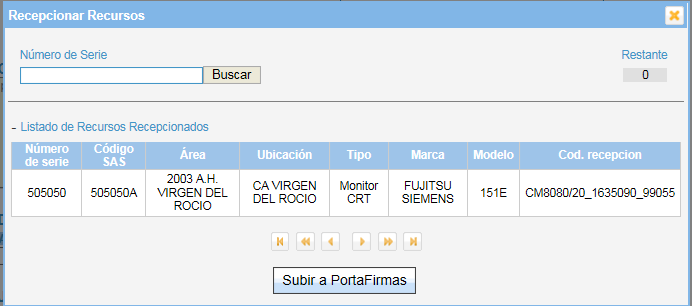 Recepcionar Recursos
Número de Serie
Restante
Buscar
0
- Listado de Recursos Recepcionados
Número de serie
Código SAS
Área
Ubicación
Tipo
Marca
Modelo
Cod. recepcion
505050
505050A
2003 A.H. VIRGEN DEL ROCIO
CA VIRGEN DEL ROCIO
Monitor CRT
FUJITSU SIEMENS
151E
CM8080/20_1635090_99055
Subir a PortaFirmas